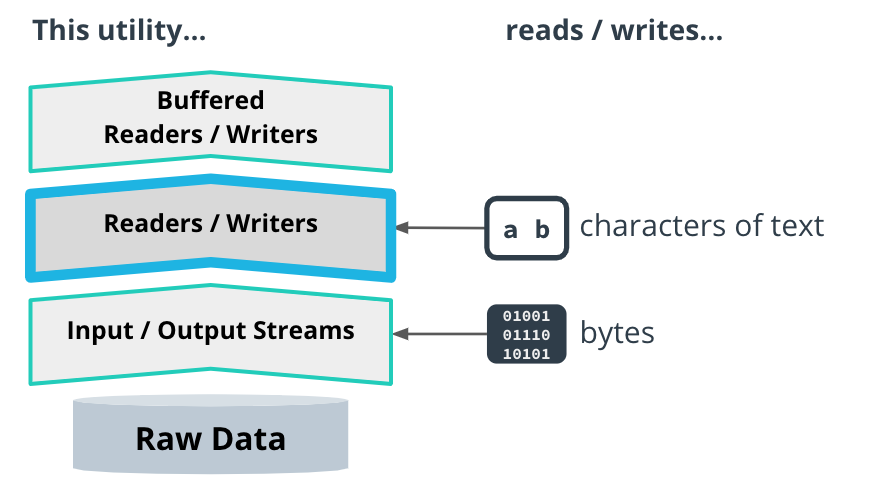 This utility...
reads / writes...
Buffered
Readers / Writers
Readers / Writers
a b
characters of text
Input / Output Streams
01001
01110
10101
bytes
Raw Data